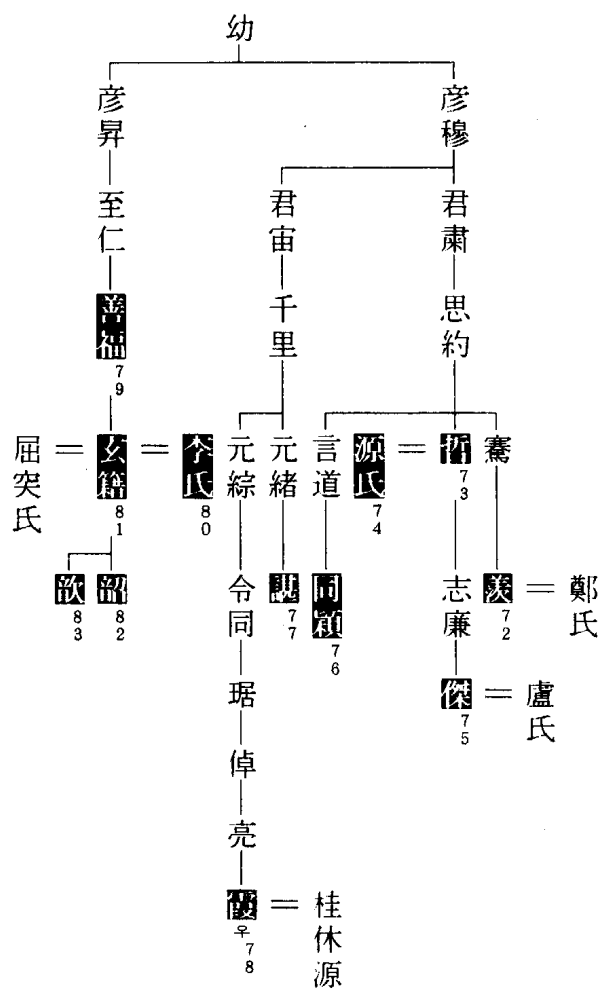 幼
彦昇
彦穆
至仁
君宙
君粛
善福
79
千里
思約
屈突氏
玄籍
81
李氏
80
元綜
元緒
言道
源氏
74
哲
73
騫
歆
83
韶
82
令同
諶
77
同穎
76
志廉
羨
72
鄭氏
琚
傑
75
盧氏
倬
亮
78
桂休源